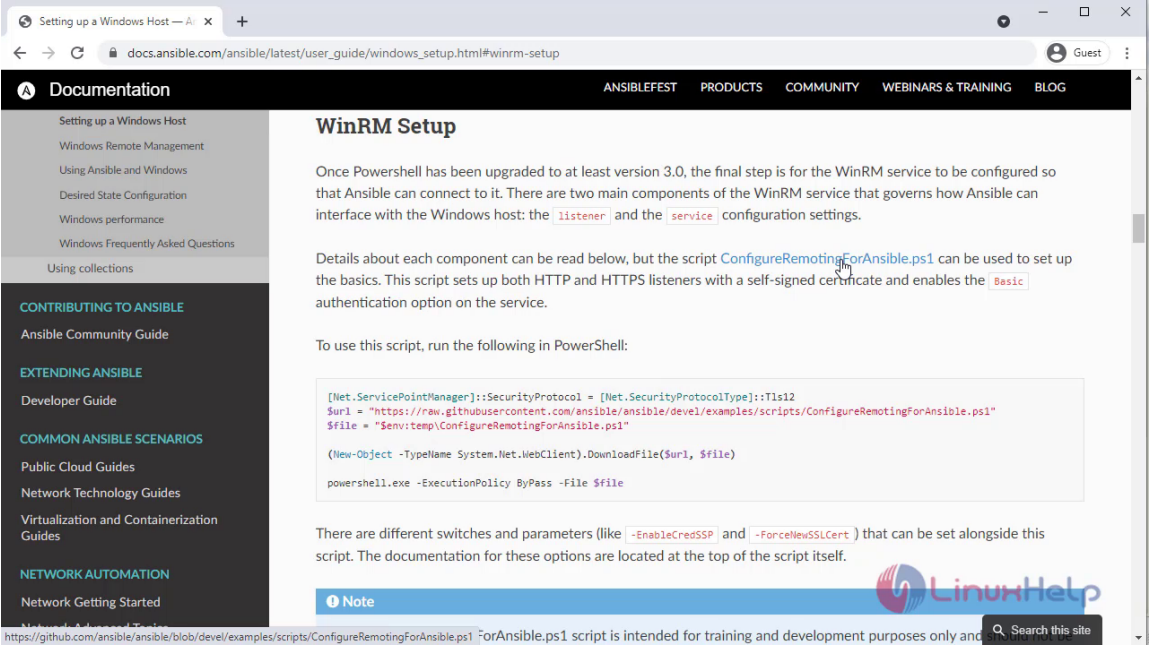 Setting up a Windows Host — A
docs.ansible.com/ansible/latest/user_guide/windows_setup.html#winrm-setup
Guest
Documentation
ANSIBLEFEST PRODUCTS COMMUNITY WEBINARS & TRAINING BLOG
Setting up a Windows Host
Windows Remote Management
Using Ansible and Windows
Desired State Configuration
Windows performance
Windows Frequently Asked Questions
Using collections
CONTRIBUTING TO ANSIBLE
Ansible Community Guide
EXTENDING ANSIBLE
Developer Guide
COMMON ANSIBLE SCENARIOS
Public Cloud Guides
Network Technology Guides
Virtualization and Containerization
Guides
NETWORK AUTOMATION
Network Getting Started
Network Advanced Topics
WinRM Setup
Once Powershell has been upgraded to at least version 3.0, the final step is for the WinRM service to be configured so
that Ansible can connect to it. There are two main components of the WinRM service that governs how Ansible can
interface with the Windows host: the listener and the service configuration settings.
Details about each component can be read below, but the script ConfigureRemotingForAnsible.ps1 can be used to set up
the basics. This script sets up both HTTP and HTTPS listeners with a self-signed certificate and enables the Basic
authentication option on the service.
To use this script, run the following in PowerShell:
[Net.ServicePointManager]::SecurityProtocol = [Net.SecurityProtocolType]::Tls12
$url = "https://raw.githubusercontent.com/ansible/ansible/devel/examples/scripts/ConfigureRemotingForAnsible.ps1"
$file = "$env:temp\ConfigureRemotingForAnsible.ps1"
(New-Object -TypeName System.Net.WebClient).DownloadFile($url, $file)
powershell.exe -ExecutionPolicy ByPass -File $file
There are different switches and parameters (like -EnableCredSSP and -ForceNewSSLCert ) that can be set alongside this
script. The documentation for these options are located at the top of the script itself.
Note
ForAnsible.ps1 script is intended for training and development purposes only and should not be
LinuxHelp
Search this site
https://github.com/ansible/ansible/blob/devel/examples/scripts/ConfigureRemotingForAnsible.ps1